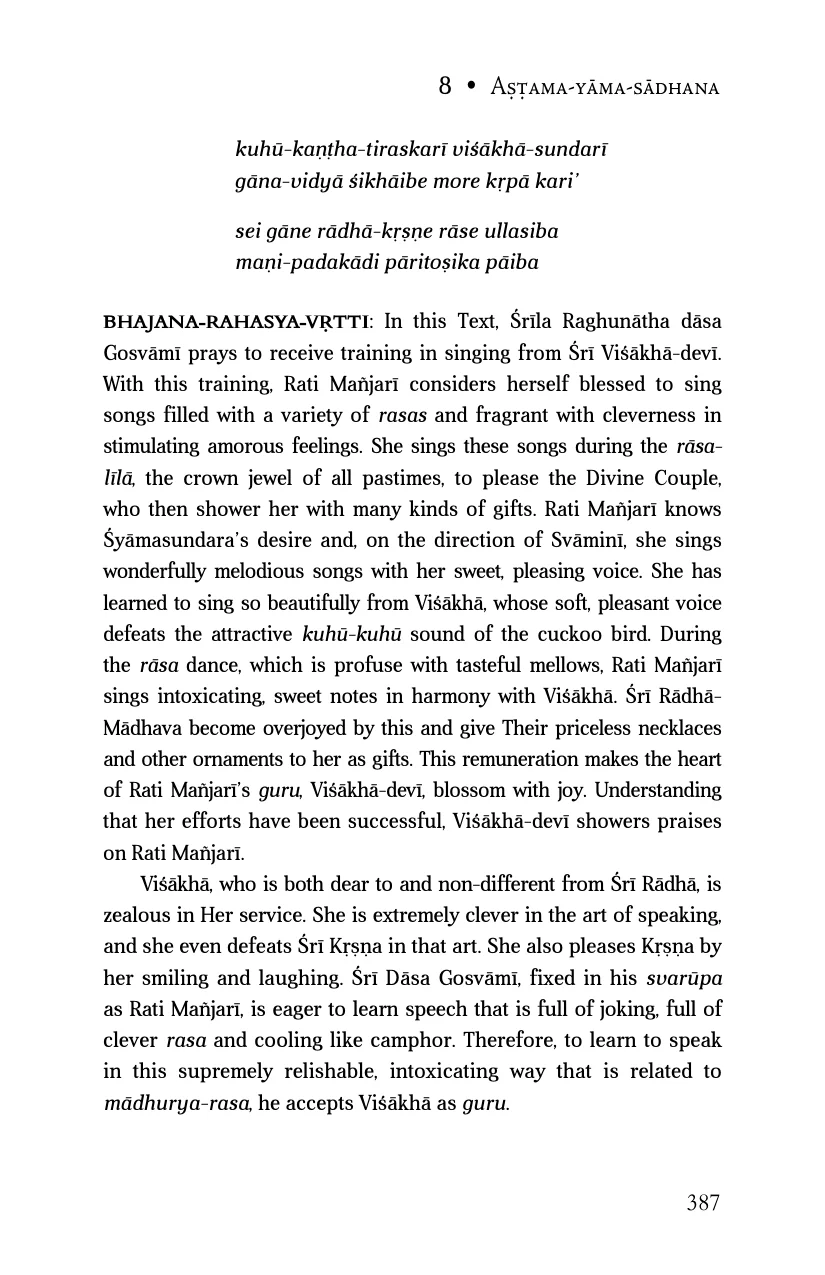 8 • Aṣṭama-yāma-sādhana
kuhū-kaṇṭha-tiraskarī viśākhā-sundarī
gāna-vidyā śikhāibe more kṛpā kari’
sei gāne rādhā-kṛṣṇe rāse ullasiba
maṇi-padakādi pāritoṣika pāiba
BHAJANA-RAHASYA-VṚTTI: In this Text, Śrīla Raghunātha dāsa
Gosvāmī prays to receive training in singing from Śrī Viśākhā-devī.
With this training, Rati Mañjarī considers herself blessed to sing
songs filled with a variety of rasas and fragrant with cleverness in
stimulating amorous feelings. She sings these songs during the rāsa-
līlā, the crown jewel of all pastimes, to please the Divine Couple,
who then shower her with many kinds of gifts. Rati Mañjarī knows
Śyāmasundara’s desire and, on the direction of Svāminī, she sings
wonderfully melodious songs with her sweet, pleasing voice. She has
learned to sing so beautifully from Viśākhā, whose soft, pleasant voice
defeats the attractive kuhū-kuhū sound of the cuckoo bird. During
the rāsa dance, which is profuse with tasteful mellows, Rati Mañjarī
sings intoxicating, sweet notes in harmony with Viśākhā. Śrī Rādhā-
Mādhava become overjoyed by this and give Their priceless necklaces
and other ornaments to her as gifts. This remuneration makes the heart
of Rati Mañjarī’s guru, Viśākhā-devī, blossom with joy. Understanding
that her efforts have been successful, Viśākhā-devī showers praises
on Rati Mañjarī.
Viśākhā, who is both dear to and non-different from Śrī Rādhā, is
zealous in Her service. She is extremely clever in the art of speaking,
and she even defeats Śrī Kṛṣṇa in that art. She also pleases Kṛṣṇa by
her smiling and laughing. Śrī Dāsa Gosvāmī, fixed in his svarūpa
as Rati Mañjarī, is eager to learn speech that is full of joking, full of
clever rasa and cooling like camphor. Therefore, to learn to speak
in this supremely relishable, intoxicating way that is related to
mādhurya-rasa, he accepts Viśākhā as guru.
387